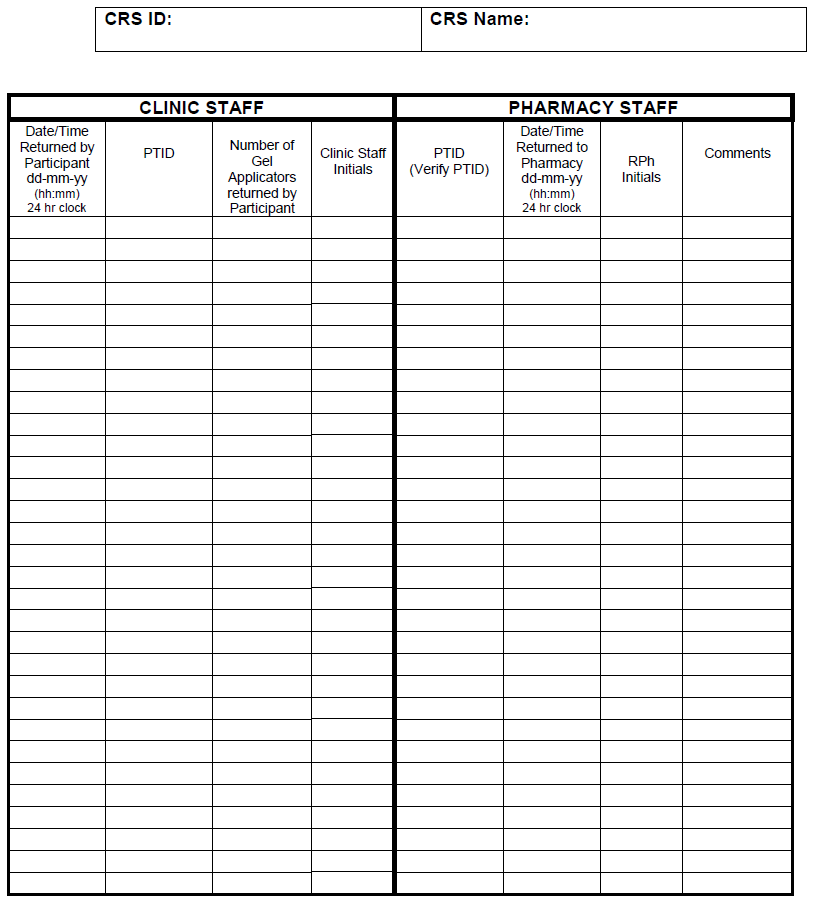 CRS ID:
CRS Name:
CLINIC STAFF
PHARMACY STAFF
Date/Time
Returned by
Participant
dd-mm-yy
(hh:mm)
24 hr clock
PTID
Number of
Gel
Applicators
returned by
Participant
Clinic Staff
Initials
PTID
(Verify PTID)
Date/Time
Returned to
Pharmacy
dd-mm-yy
(hh:mm)
24 hr clock
RPh
Initials
Comments